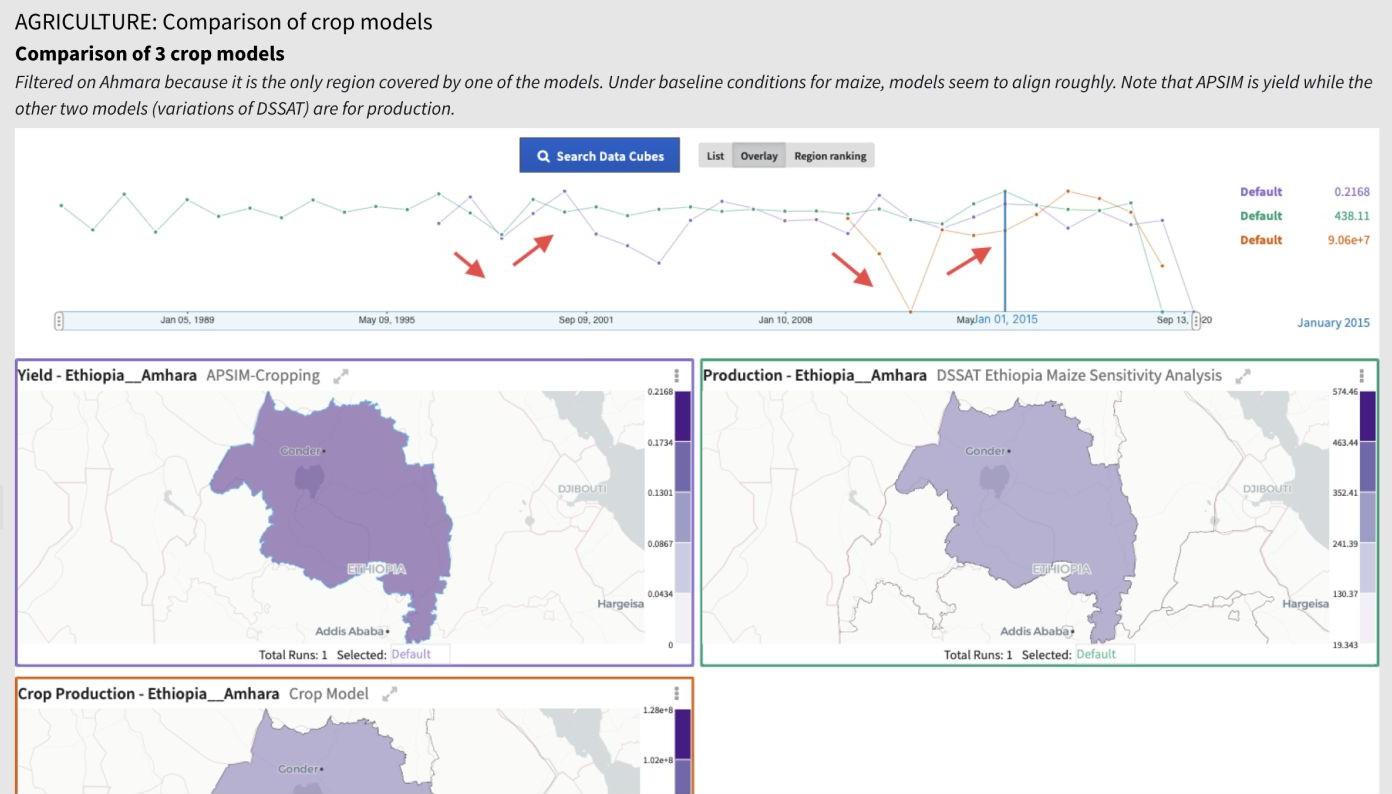 AGRICULTURE: Comparison of crop models
Comparison of 3 crop models
Filtered on Ahmara because it is the only region covered by one of the models. Under baseline conditions for maize, models seem to align roughly. Note that APSIM is yield while the
other two models (variations of DSSAT) are for production.
Search Data Cubes
List Overlay Region ranking
Default 0.2168
Default 438.11
Default 9.06e+7
Jan 05, 1989 May 09, 1995 Sep 09, 2001 Jan 10, 2008 May Jan 01, 2015 Sep 13, 20
January 2015
Yield - Ethiopia__Amhara APSIM-Cropping
0.2168
0.1734
0.1301
0.0867
0.0434
0
Gonder
DJIBOUTI
ETHIOPIA
Hargeisa
Addis Ababa
Total Runs: 1 Selected: Default
Production - Ethiopia__Amhara DSSAT Ethiopia Maize Sensitivity Analysis
574.46
463.44
352.41
241.39
130.37
19.343
Gonder
DJIBOUTI
ETHIOPIA
Hargeisa
Addis Ababa
Total Runs: 1 Selected: Default
Crop Production - Ethiopia__Amhara Crop Model
1.28e+8
1.02e+8
Gonder